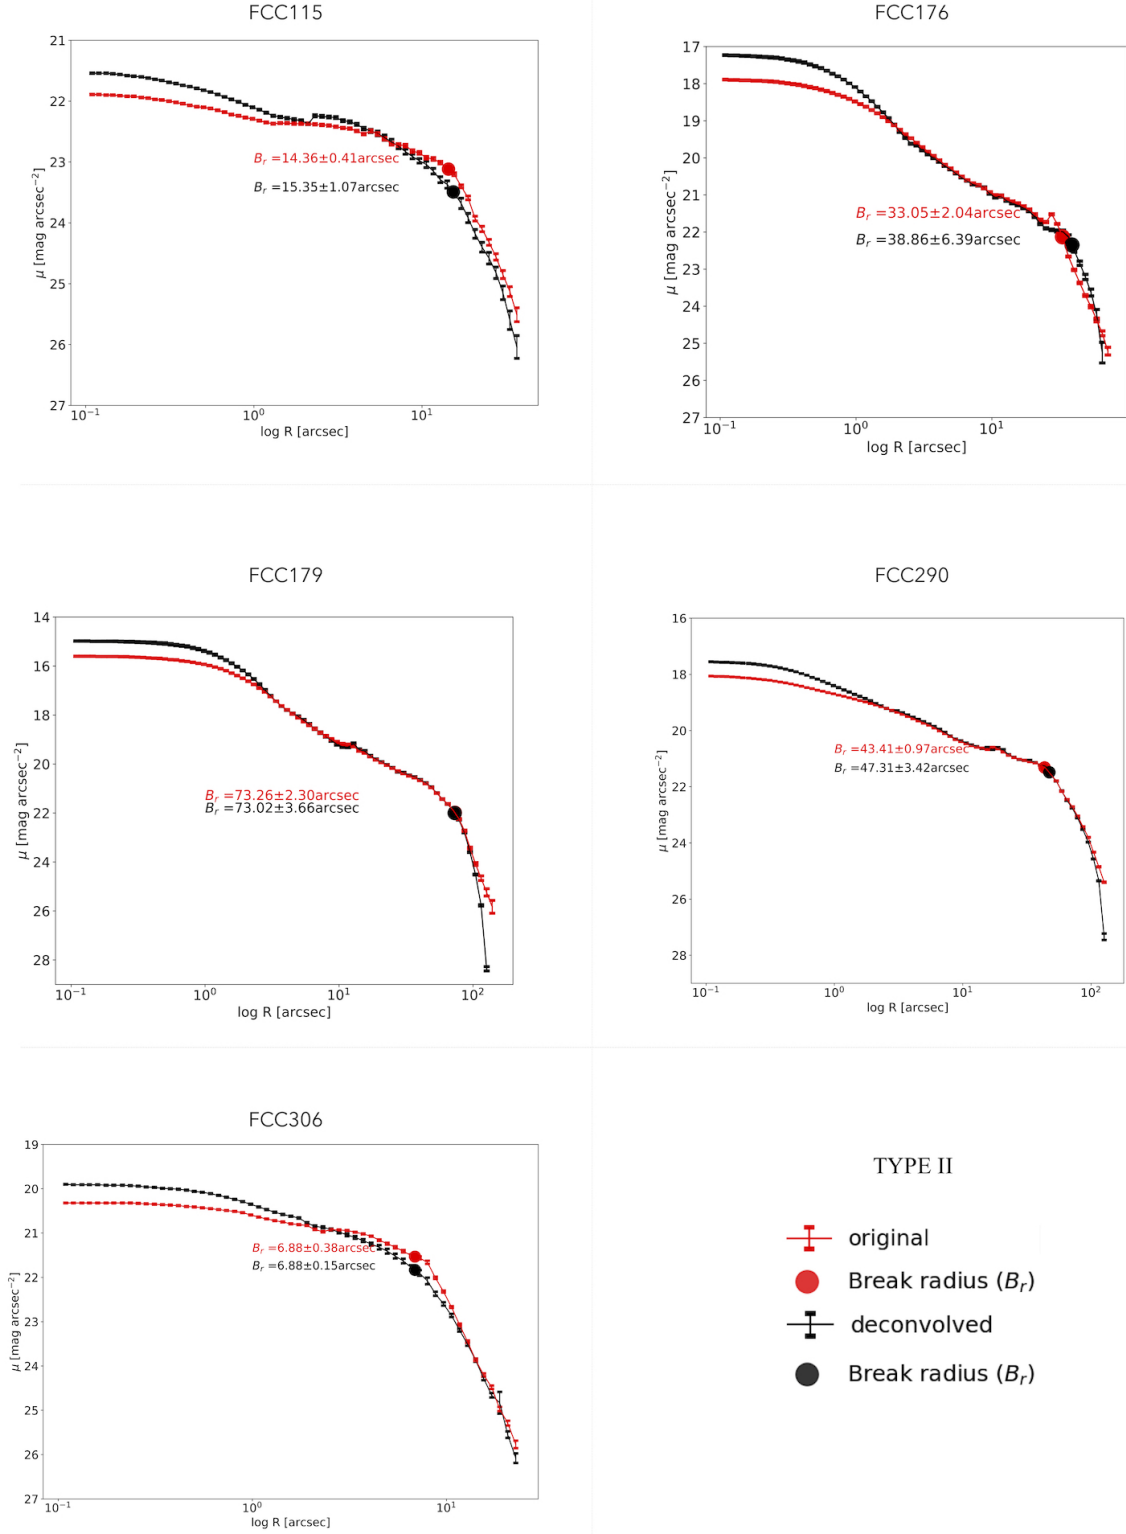 FCC115
21
22
23
24
25
26
27
μ [mag arcsec⁻²]
B_r =14.36±0.41arcsec
B_r =15.35±1.07arcsec
10⁻¹ 10⁰ 10¹
log R [arcsec]
FCC176
17
18
19
20
21
22
23
24
25
26
27
μ [mag arcsec⁻²]
B_r =33.05±2.04arcsec
B_r =38.86±6.39arcsec
10⁻¹ 10⁰ 10¹
log R [arcsec]
FCC179
14
16
18
20
22
24
26
28
μ [mag arcsec⁻²]
B_r =73.26±2.30arcsec
B_r =73.02±3.66arcsec
10⁻¹ 10⁰ 10¹ 10²
log R [arcsec]
FCC290
16
18
20
22
24
26
28
μ [mag arcsec⁻²]
B_r =43.41±0.97arcsec
B_r =47.31±3.42arcsec
10⁻¹ 10⁰ 10¹ 10²
log R [arcsec]
FCC306
19
20
21
22
23
24
25
26
27
μ [mag arcsec⁻²]
B_r =6.88±0.38arcsec
B_r =6.88±0.15arcsec
10⁻¹ 10⁰ 10¹
log R [arcsec]
TYPE II
original
Break radius (B_r)
deconvolved
Break radius (B_r)